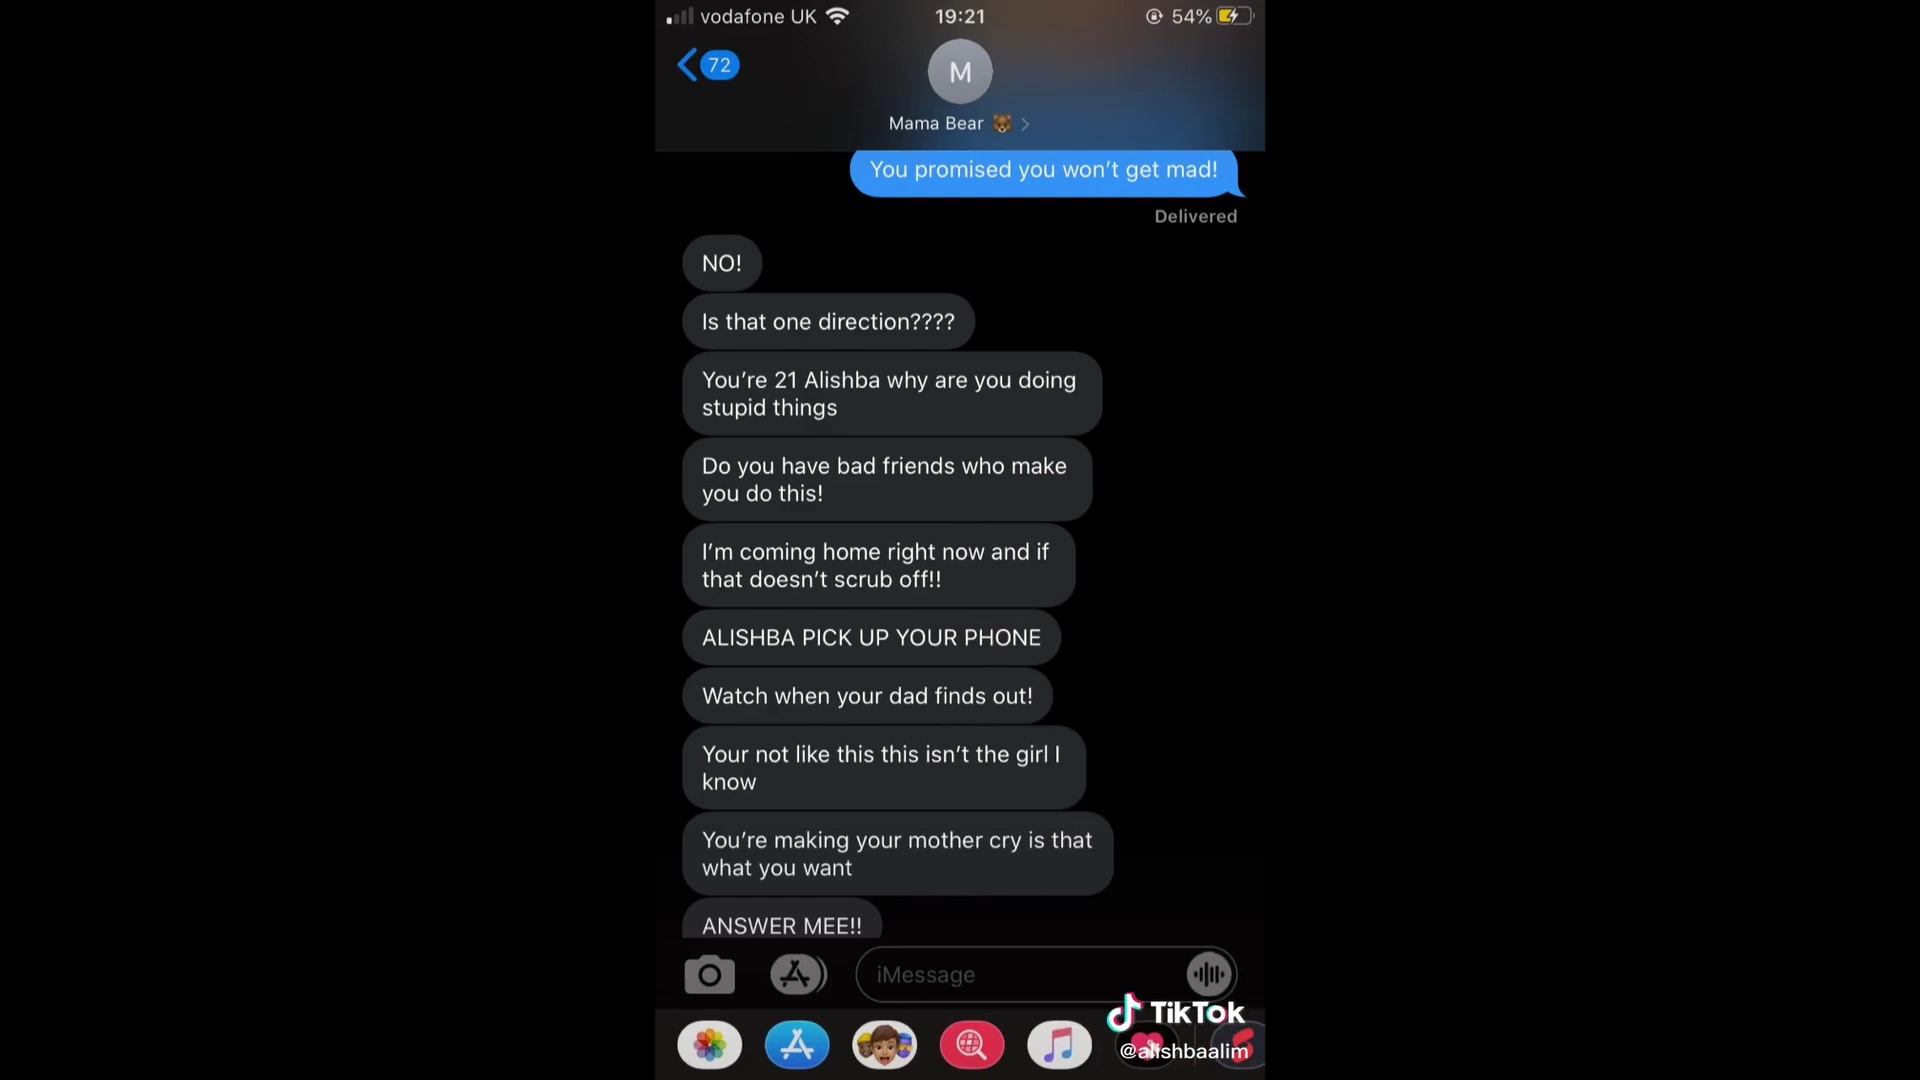 vodafone UK
19:21
54%
72
M
Mama Bear 🐻
You promised you won't get mad!
Delivered
NO!
Is that one direction????
You're 21 Alishba why are you doing
stupid things
Do you have bad friends who make
you do this!
I'm coming home right now and if
that doesn't scrub off!!
ALISHBA PICK UP YOUR PHONE
Watch when your dad finds out!
Your not like this this isn't the girl I
know
You're making your mother cry is that
what you want
ANSWER MEE!!
iMessage
TikTok
@alishbaalim